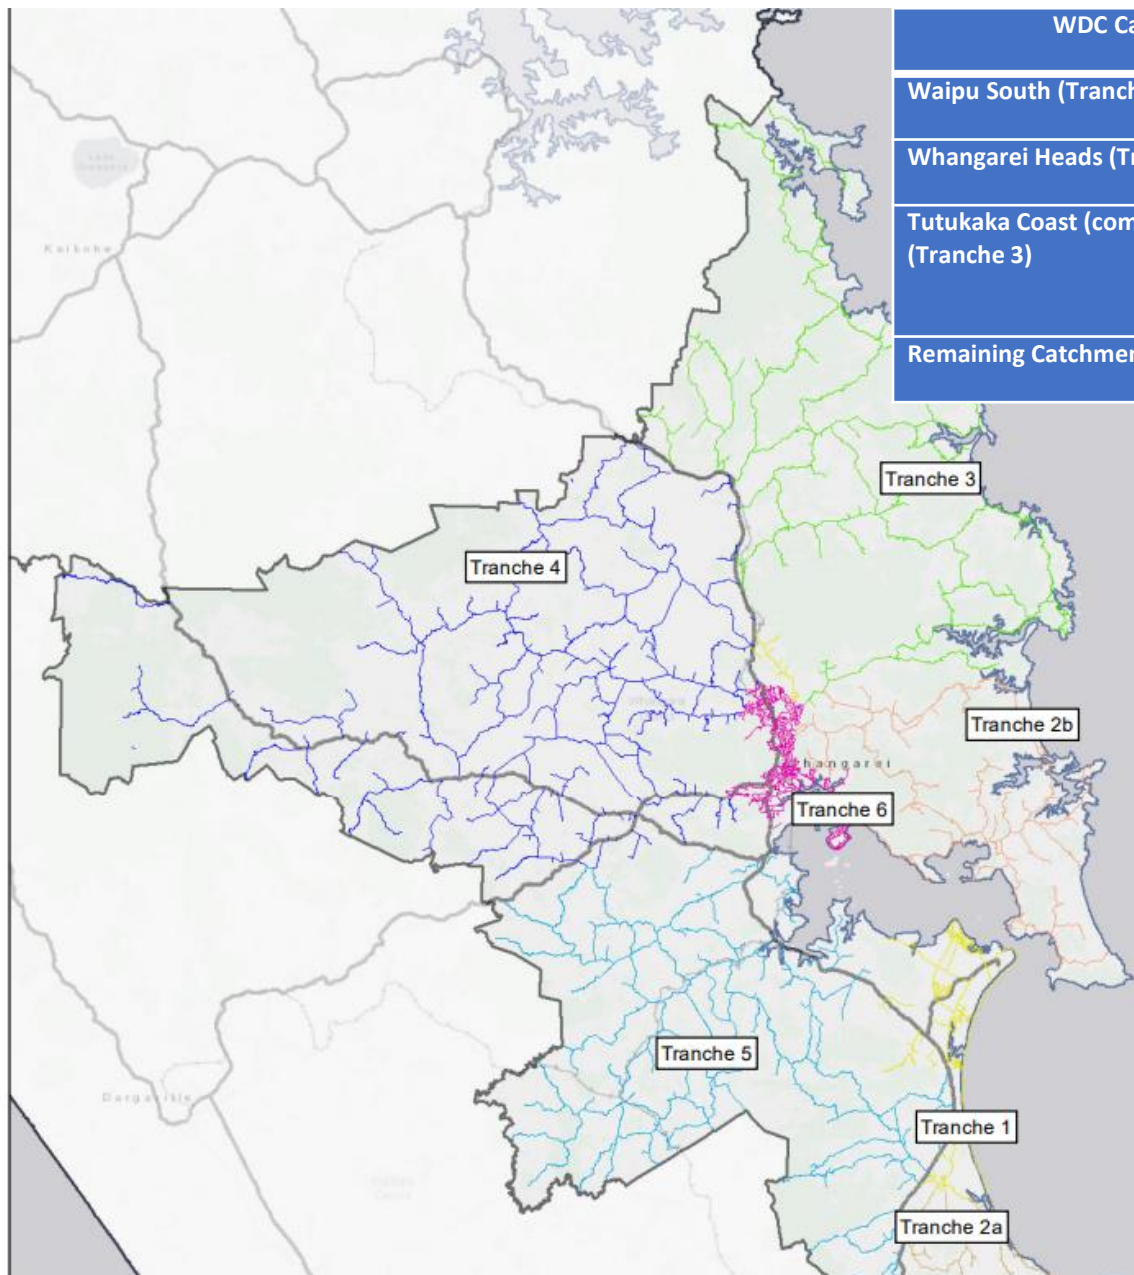 WDC Ca
Waipu South (Tranch
Whangarei Heads (Tr
Tutukaka Coast (com
(Tranche 3)
Remaining Catchmen
Kaikohe
Tranche 3
Tranche 4
Tranche 2b
hangarei
Tranche 6
Tranche 5
Dargaville
Tranche 1
Tranche 2a